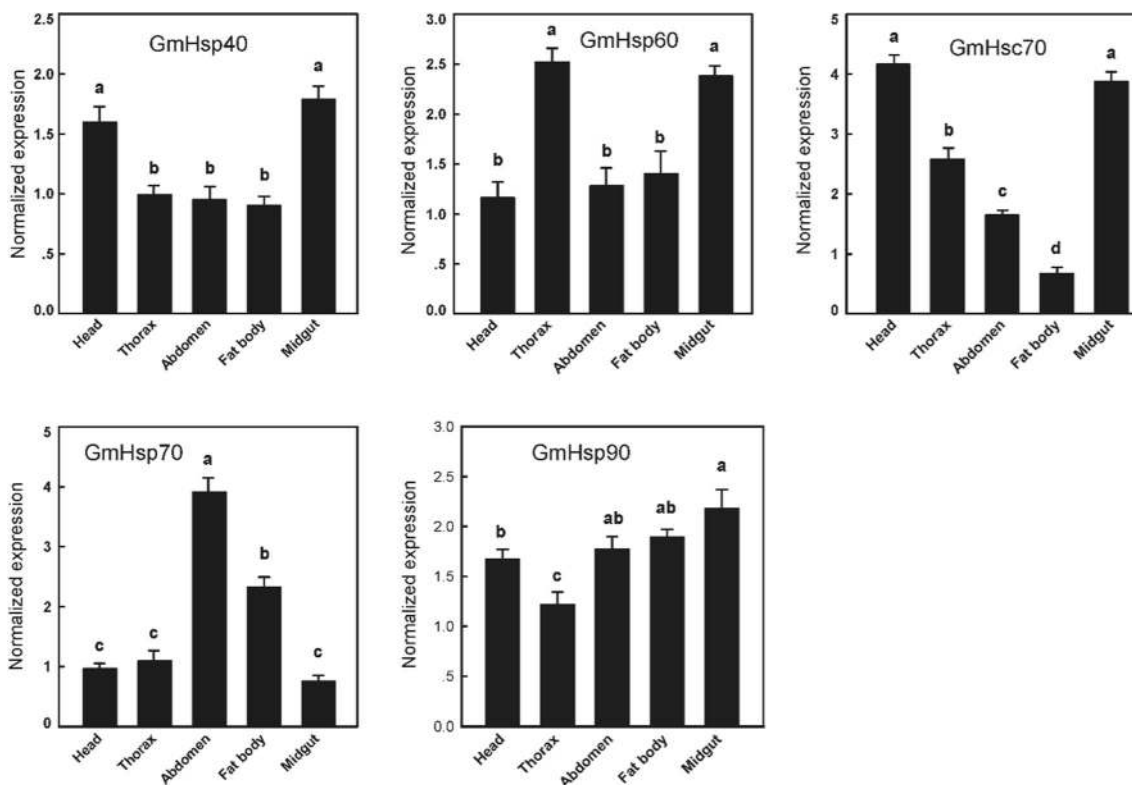 GmHsp40
Normalized expression
2.5
2.0
1.5
1.0
.5
0.0
a
b
b
b
a
Head
Thorax
Abdomen
Fat body
Midgut
GmHsp60
Normalized expression
3.0
2.5
2.0
1.5
1.0
.5
0.0
b
a
b
b
a
Head
Thorax
Abdomen
Fat body
Midgut
GmHsc70
Normalized expression
5
4
3
2
1
0
a
b
c
d
a
Head
Thorax
Abdomen
Fat body
Midgut
GmHsp70
Normalized expression
5
4
3
2
1
0
c
c
a
b
c
Head
Thorax
Abdomen
Fat body
Midgut
GmHsp90
Normalized expression
3.0
2.5
2.0
1.5
1.0
.5
0.0
b
c
ab
ab
a
Head
Thorax
Abdomen
Fat body
Midgut